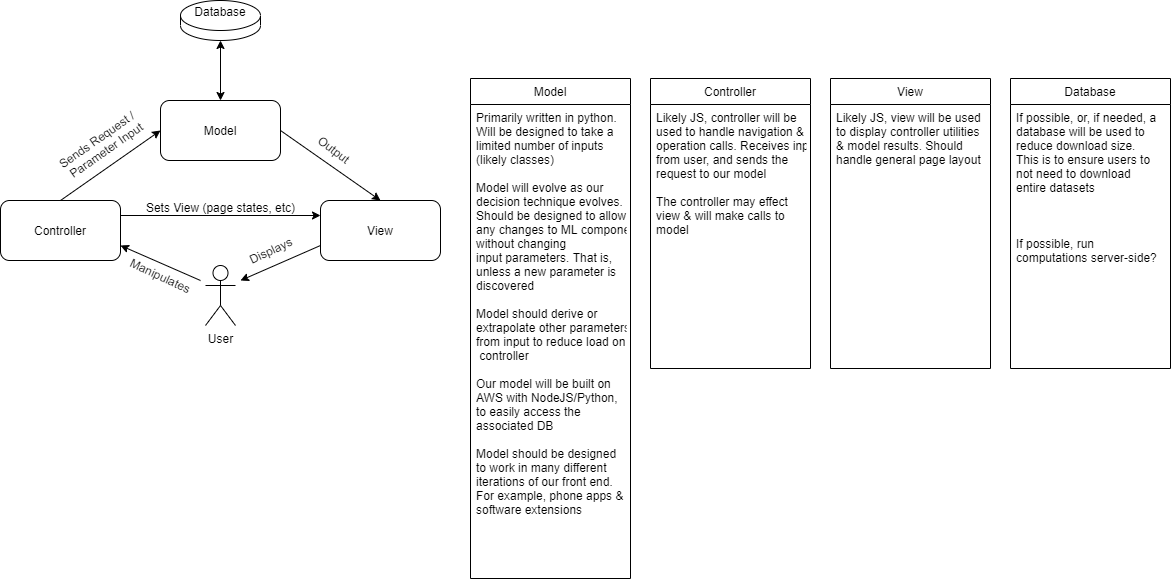 Database
Sends Request /
Parameter Input
Model
Output
Controller
Sets View (page states, etc)
View
Manipulates
Displays
User
Model
Primarily written in python.
Will be designed to take a
limited number of inputs
(likely classes)
Model will evolve as our
decision technique evolves.
Should be designed to allow
any changes to ML compone
without changing
input parameters. That is,
unless a new parameter is
discovered
Model should derive or
extrapolate other parameters
from input to reduce load on
controller
Our model will be built on
AWS with NodeJS/Python,
to easily access the
associated DB
Model should be designed
to work in many different
iterations of our front end.
For example, phone apps &
software extensions
Controller
Likely JS, controller will be
used to handle navigation &
operation calls. Receives inp
from user, and sends the
request to our model
The controller may effect
view & will make calls to
model
View
Likely JS, view will be used
to display controller utilities
& model results. Should
handle general page layout
Database
If possible, or, if needed, a
database will be used to
reduce download size.
This is to ensure users to
not need to download
entire datasets
If possible, run
computations server-side?